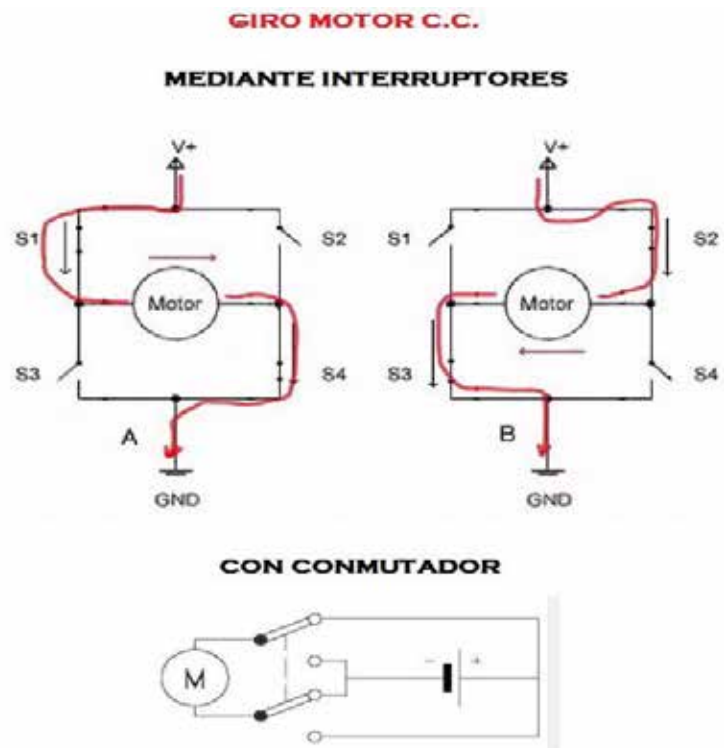 GIRO MOTOR C.C.
MEDIANTE INTERRUPTORES
V+
V+
S1
S2
S1
S2
Motor
Motor
S3
S4
S3
S4
A
B
GND
GND
CON CONMUTADOR
M
- +